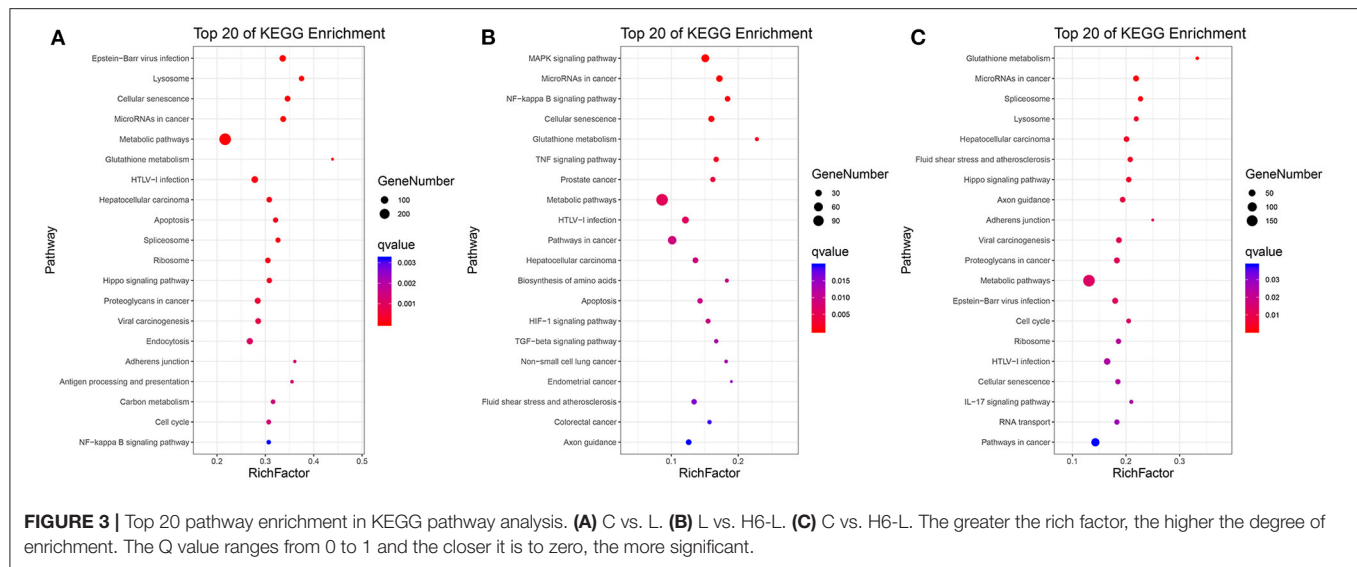 A
Top 20 of KEGG Enrichment
Pathway
Epstein−Barr virus infection
Lysosome
Cellular senescence
MicroRNAs in cancer
Metabolic pathways
Glutathione metabolism
HTLV−I infection
Hepatocellular carcinoma
Apoptosis
Spliceosome
Ribosome
Hippo signaling pathway
Proteoglycans in cancer
Viral carcinogenesis
Endocytosis
Adherens junction
Antigen processing and presentation
Carbon metabolism
Cell cycle
NF−kappa B signaling pathway
0.2 0.3 0.4 0.5
RichFactor
GeneNumber
100
200
qvalue
0.003
0.002
0.001
B
Top 20 of KEGG Enrichment
Pathway
MAPK signaling pathway
MicroRNAs in cancer
NF−kappa B signaling pathway
Cellular senescence
Glutathione metabolism
TNF signaling pathway
Prostate cancer
Metabolic pathways
HTLV−I infection
Pathways in cancer
Hepatocellular carcinoma
Biosynthesis of amino acids
Apoptosis
HIF−1 signaling pathway
TGF−beta signaling pathway
Non−small cell lung cancer
Endometrial cancer
Fluid shear stress and atherosclerosis
Colorectal cancer
Axon guidance
0.1 0.2
RichFactor
GeneNumber
30
60
90
qvalue
0.015
0.010
0.005
C
Top 20 of KEGG Enrichment
Pathway
Glutathione metabolism
MicroRNAs in cancer
Spliceosome
Lysosome
Hepatocellular carcinoma
Fluid shear stress and atherosclerosis
Hippo signaling pathway
Axon guidance
Adherens junction
Viral carcinogenesis
Proteoglycans in cancer
Metabolic pathways
Epstein−Barr virus infection
Cell cycle
Ribosome
HTLV−I infection
Cellular senescence
IL−17 signaling pathway
RNA transport
Pathways in cancer
0.1 0.2 0.3
RichFactor
GeneNumber
50
100
150
qvalue
0.03
0.02
0.01
FIGURE 3 | Top 20 pathway enrichment in KEGG pathway analysis. (A) C vs. L. (B) L vs. H6-L. (C) C vs. H6-L. The greater the rich factor, the higher the degree of
enrichment. The Q value ranges from 0 to 1 and the closer it is to zero, the more significant.